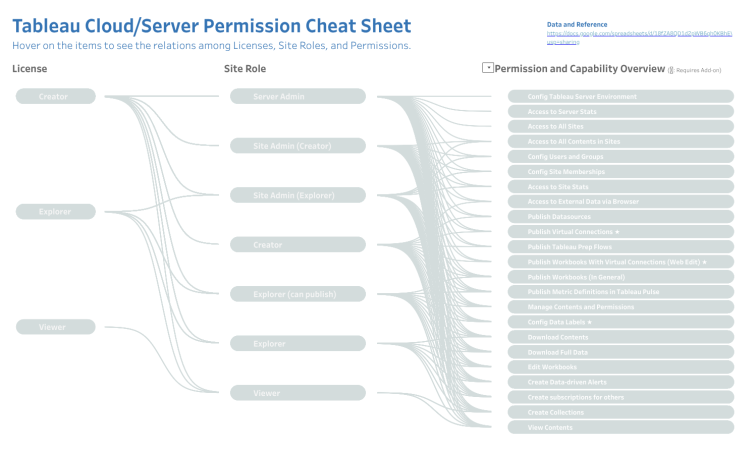 Tableau Cloud/Server Permission Cheat Sheet
Hover on the items to see the relations among Licenses, Site Roles, and Permissions.
Data and Reference
usp=sharing
License
Site Role
Permission and Capability Overview
: Requires Add on)
Creator
Explorer
Viewer
Server Admin
Site Admin (Creator)
Site Admin (Explorer)
Creator
Explorer (can publish)
Explorer
Viewer
Config Tableau Server Environment
Access to Server Stats
Access to All Sites
Access to All Contents in Sites
Config Users and Groups
Config Site Memberships
Access to Site Stats
Access to External Data via Browser
Publish Datasources
Publish Virtual Connections ★
Publish Tableau Prep Flows
Publish Workbooks With Virtual Connections (Web Edit) ★
Publish Workbooks (In General)
Publish Metric Definitions in Tableau Pulse
Manage Contents and Permissions
Config Data Labels ★
Download Contents
Download Full Data
Edit Workbooks
Create Data-driven Alerts
Create subscriptions for others
Create Collections
View Contents